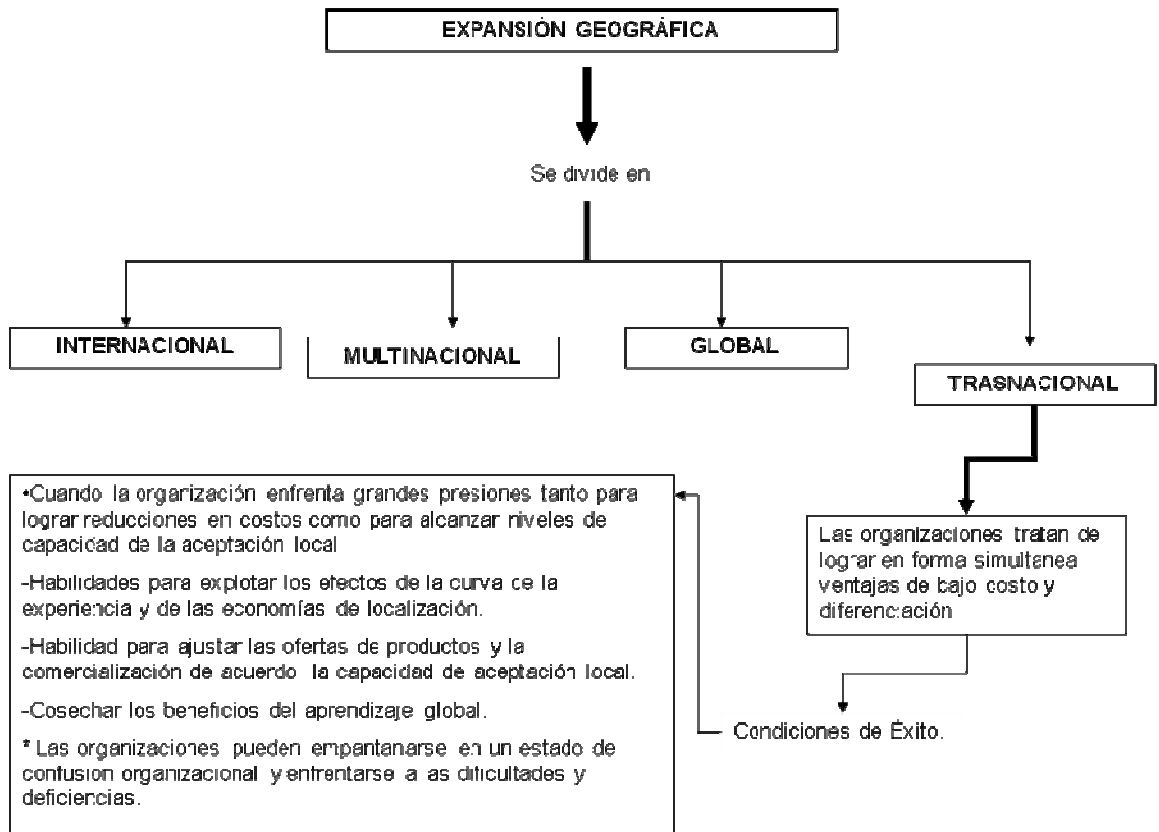 EXPANSIÓN GEOGRÁFICA
Se divide en
INTERNACIONAL
MULTINACIONAL
GLOBAL
TRASNACIONAL
•Cuando la organización enfrenta grandes presiones tanto para
lograr reducciones en costos como para alcanzar niveles de
capacidad de la aceptación local
-Habilidades para explotar los efectos de la curva de la
experiencia y de las economías de localización.
-Habilidad para ajustar las ofertas de productos y la
comercialización de acuerdo la capacidad de aceptación local.
-Cosechar los beneficios del aprendizaje global.
* Las organizaciones pueden empantanarse en un estado de
confusion organizacional y enfrentarse a as dificultades y
deficiencias.
Las organizaciones tratan de
lograr en forma simultanea
ventajas de bajo costo y
diferenciación
Condiciones de Éxito.